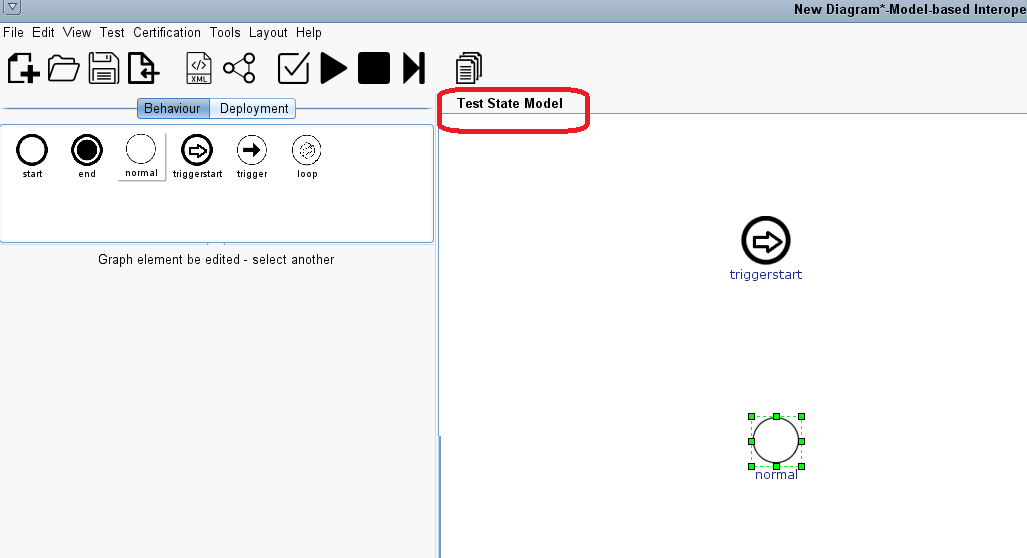 New Diagram*-Model-based Interope
File Edit View Test Certification Tools Layout Help
XML
Behaviour Deployment
Test State Model
start end normal triggerstart trigger loop
Graph element be edited - select another
triggerstart
normal